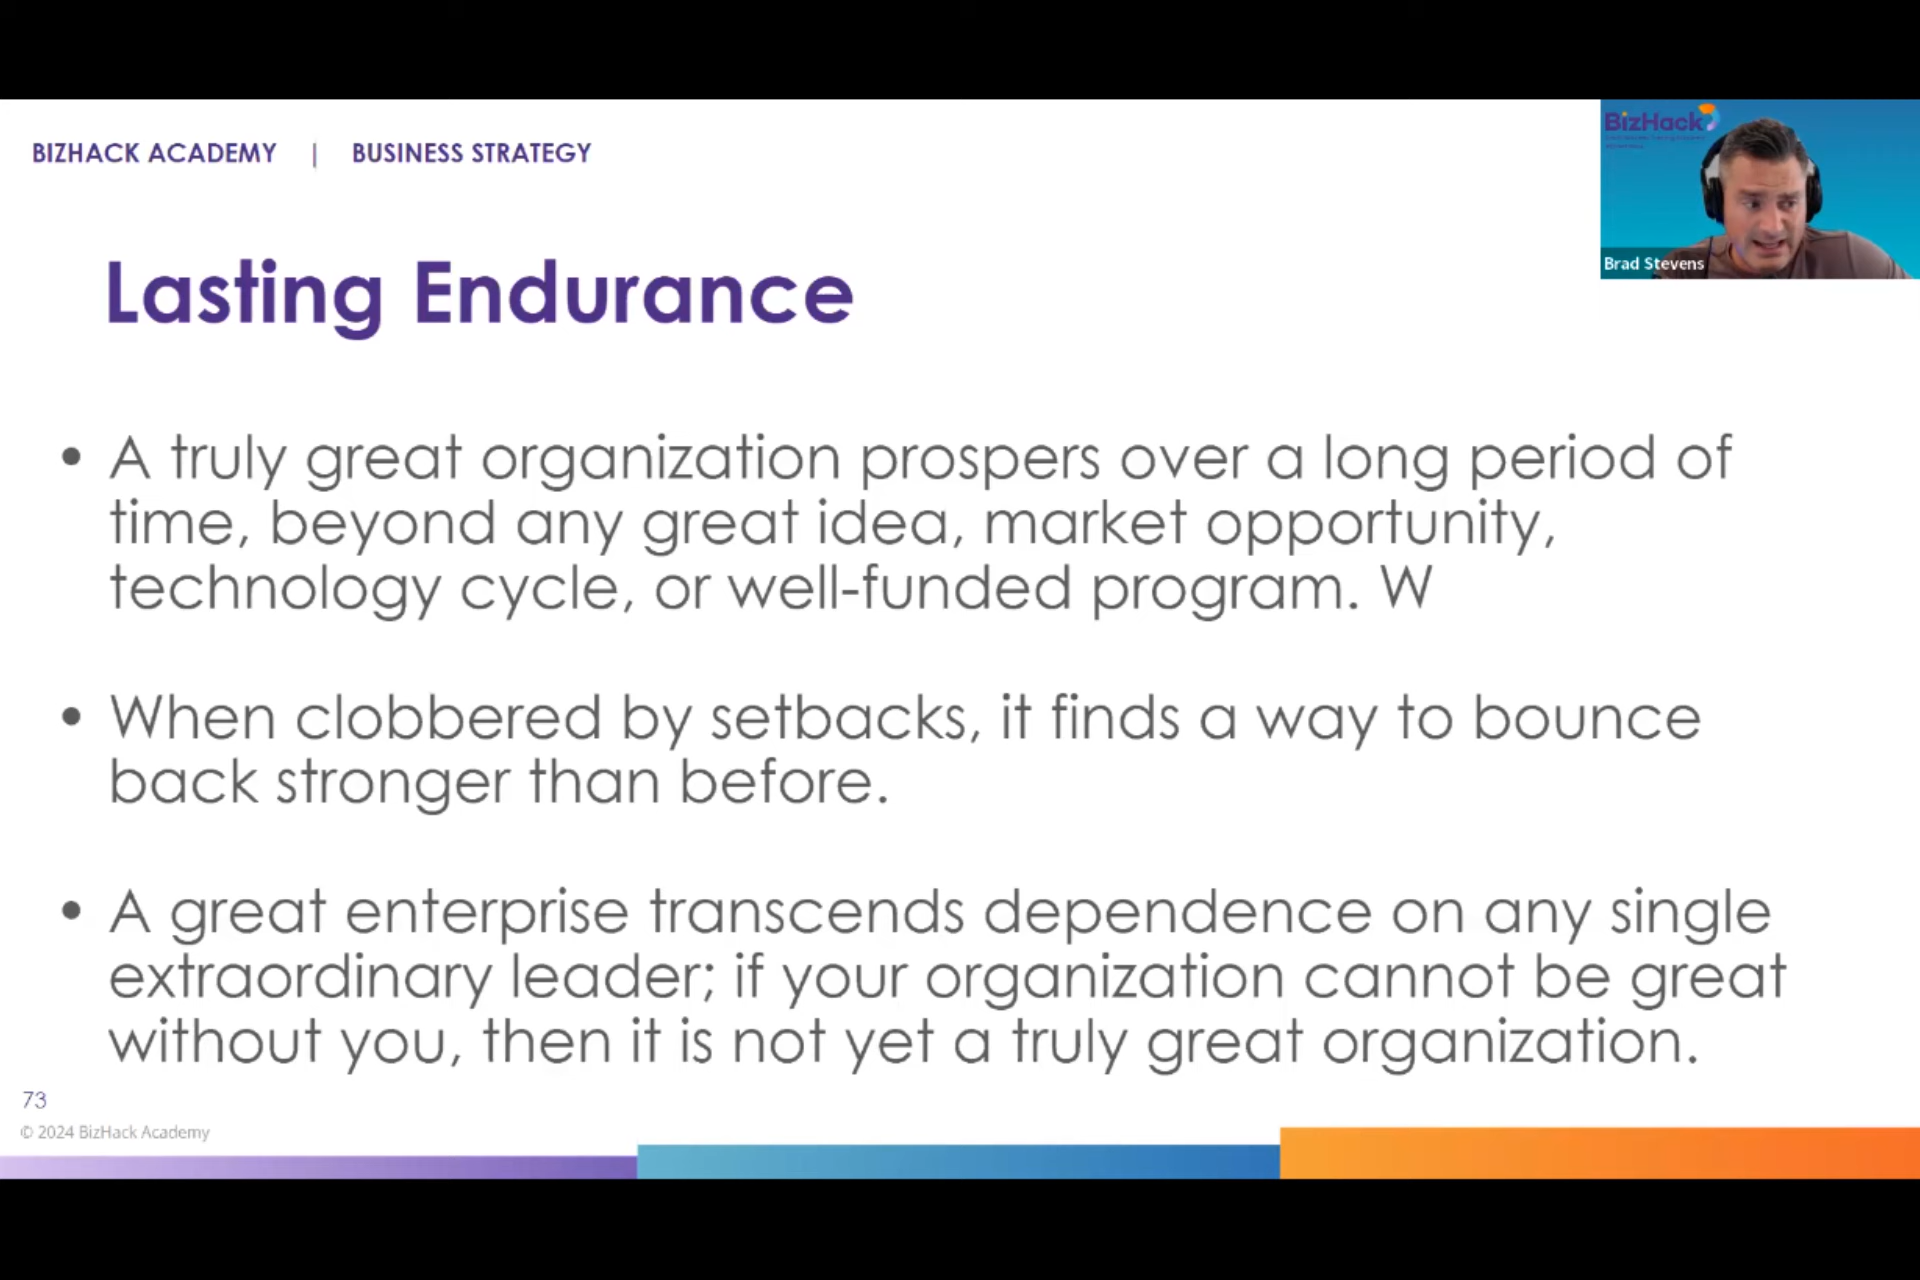 BIZHACK ACADEMY | BUSINESS STRATEGY
BizHack
Brad Stevens
Lasting Endurance
• A truly great organization prospers over a long period of
time, beyond any great idea, market opportunity,
technology cycle, or well-funded program. W
• When clobbered by setbacks, it finds a way to bounce
back stronger than before.
• A great enterprise transcends dependence on any single
extraordinary leader; if your organization cannot be great
without you, then it is not yet a truly great organization.
73
© 2024 BizHack Academy